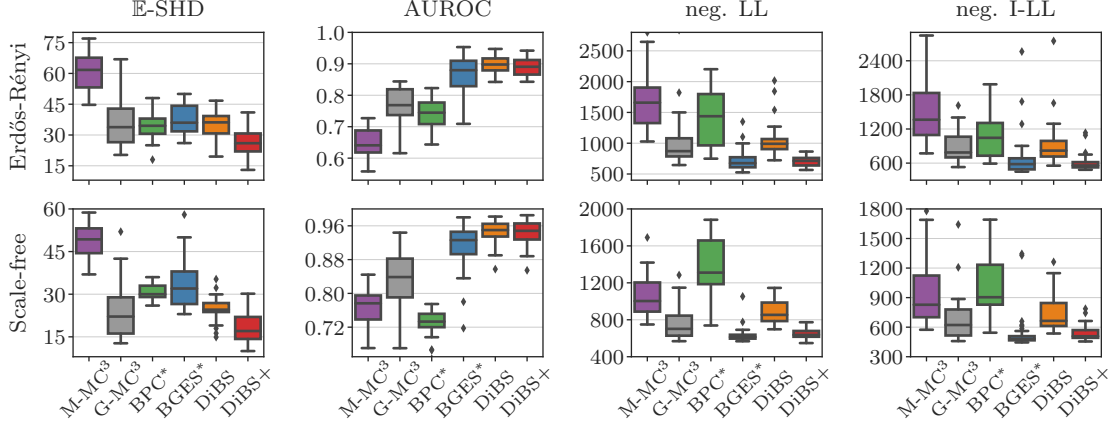 𝔼-SHD
AUROC
neg. LL
neg. I-LL
Erdős-Rényi
75
60
45
30
15
1.0
0.9
0.8
0.7
0.6
2500
2000
1500
1000
500
2400
1800
1200
600
Scale-free
60
45
30
15
0.96
0.88
0.80
0.72
2000
1600
1200
800
400
1800
1500
1200
900
600
300
M-MC³
G-MC³
BPC*
BGES*
DiBS
DiBS+
M-MC³
G-MC³
BPC*
BGES*
DiBS
DiBS+
M-MC³
G-MC³
BPC*
BGES*
DiBS
DiBS+
M-MC³
G-MC³
BPC*
BGES*
DiBS
DiBS+